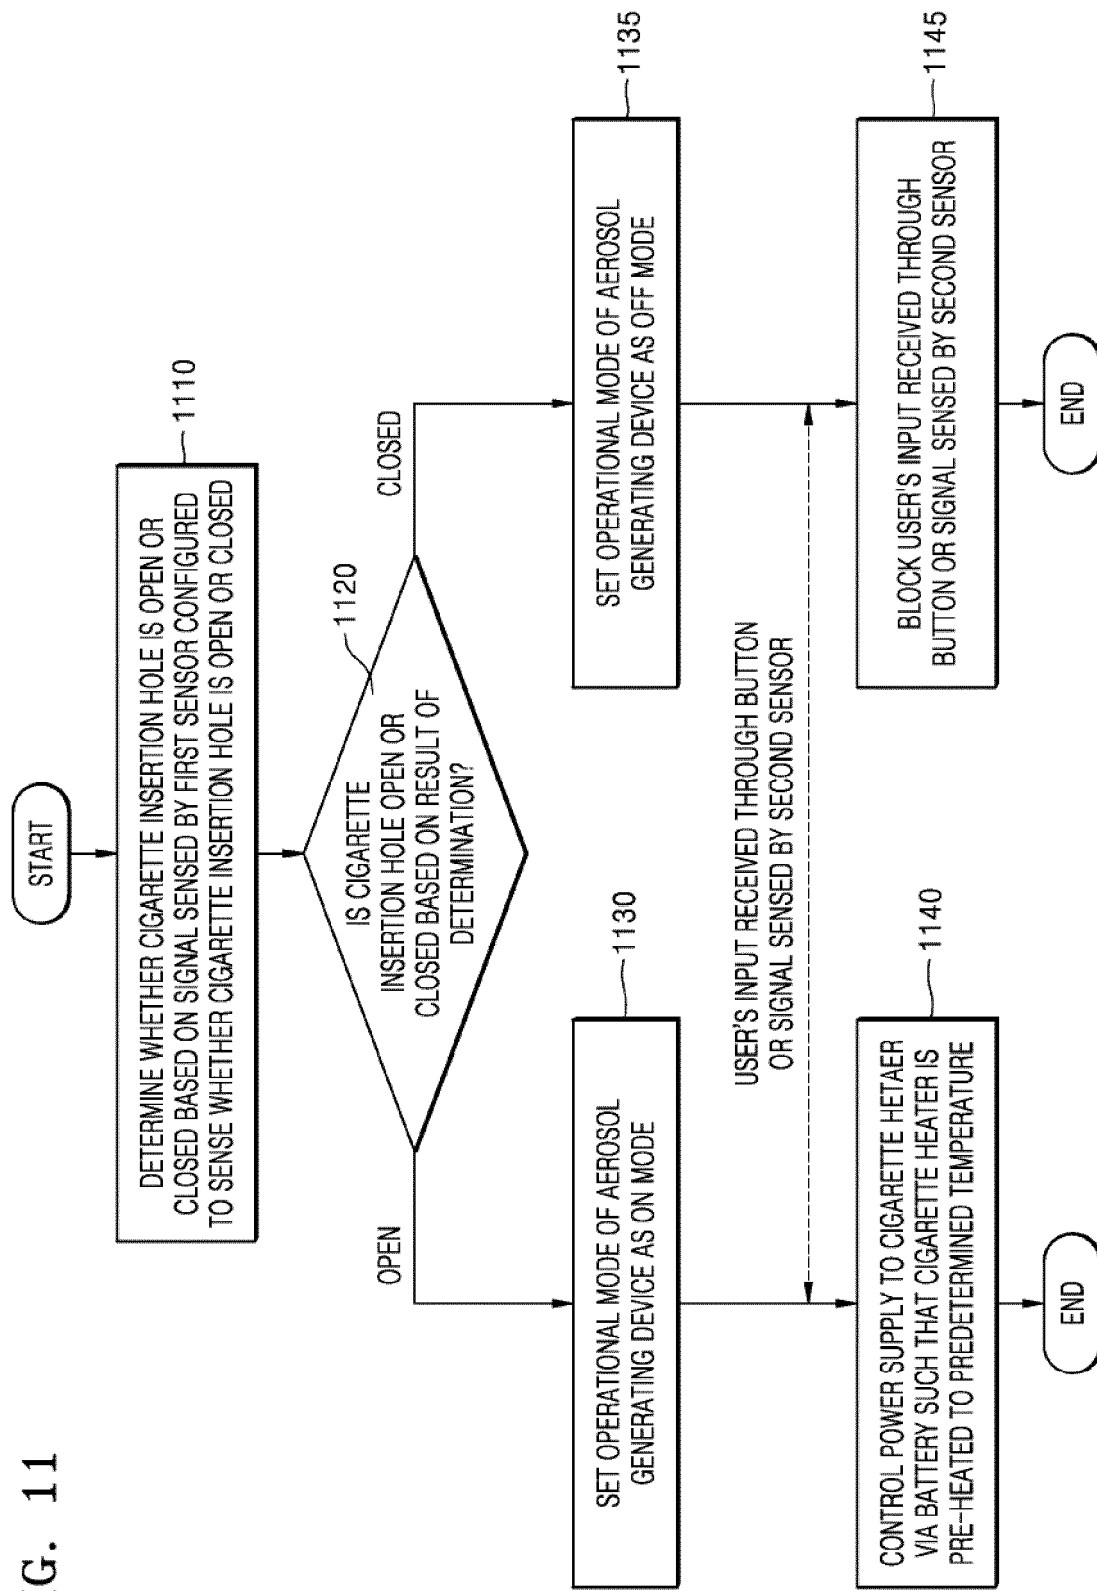 G. 11
START
DETERMINE WHETHER CIGARETTE INSERTION HOLE IS OPEN OR
CLOSED BASED ON SIGNAL SENSED BY FIRST SENSOR CONFIGURED
TO SENSE WHETHER CIGARETTE INSERTION HOLE IS OPEN OR CLOSED
1110
IS CIGARETTE
INSERTION HOLE OPEN OR
CLOSED BASED ON RESULT OF
DETERMINATION?
1120
OPEN
CLOSED
SET OPERATIONAL MODE OF AEROSOL
GENERATING DEVICE AS ON MODE
1130
SET OPERATIONAL MODE OF AEROSOL
GENERATING DEVICE AS OFF MODE
1135
USER'S INPUT RECEIVED THROUGH BUTTON
OR SIGNAL SENSED BY SECOND SENSOR
CONTROL POWER SUPPLY TO CIGARETTE HETAER
VIA BATTERY SUCH THAT CIGARETTE HEATER IS
PRE-HEATED TO PREDETERMINED TEMPERATURE
1140
BLOCK USER'S INPUT RECEIVED THROUGH
BUTTON OR SIGNAL SENSED BY SECOND SENSOR
1145
END
END